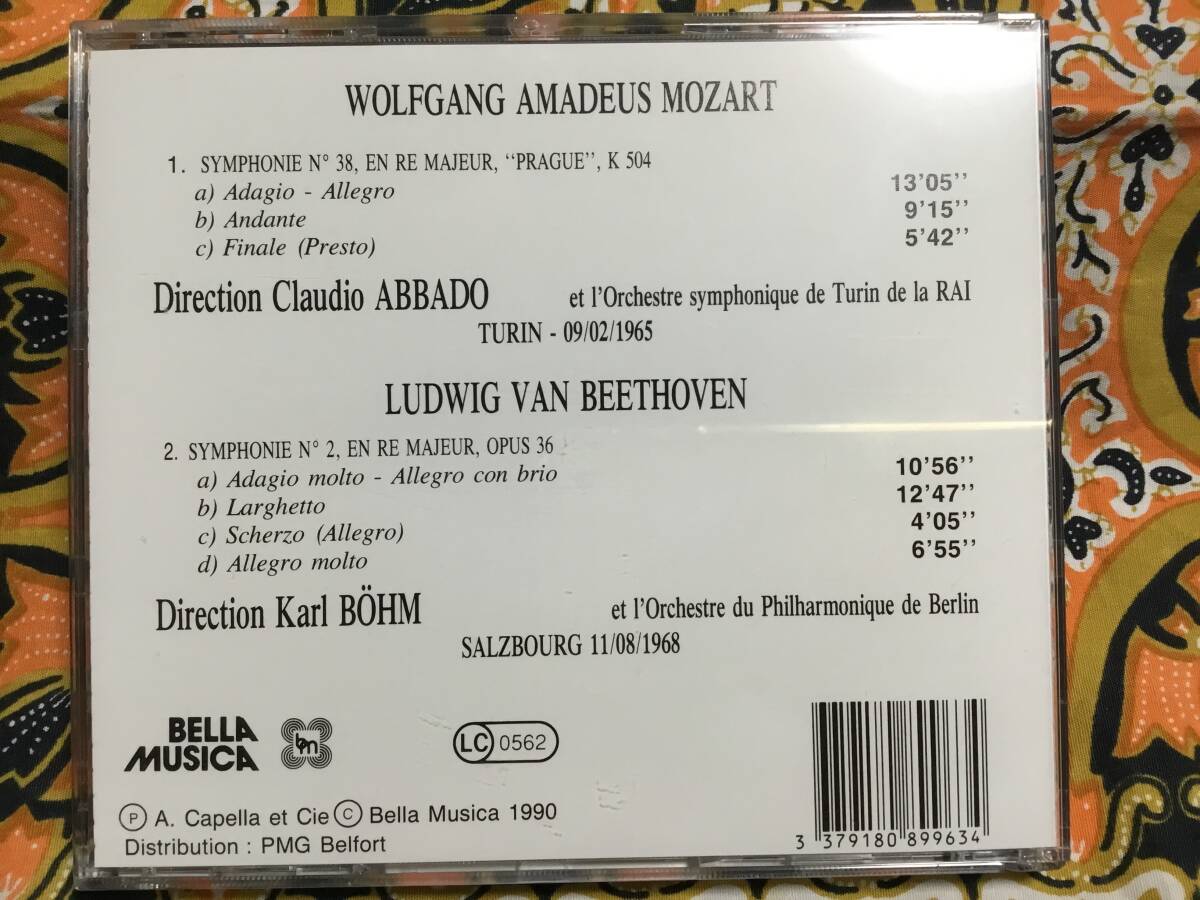 WOLFGANG AMADEUS MOZART
1. SYMPHONIE N° 38, EN RE MAJEUR, “PRAGUE”, K 504
a) Adagio - Allegro 13’05’’
b) Andante 9’15’’
c) Finale (Presto) 5’42’’
Direction Claudio ABBADO et l’Orchestre symphonique de Turin de la RAI
TURIN - 09/02/1965
LUDWIG VAN BEETHOVEN
2. SYMPHONIE N° 2, EN RE MAJEUR, OPUS 36
a) Adagio molto - Allegro con brio 10’56’’
b) Larghetto 12’47’’
c) Scherzo (Allegro) 4’05’’
d) Allegro molto 6’55’’
Direction Karl BÖHM et l’Orchestre du Philharmonique de Berlin
SALZBOURG 11/08/1968
BELLA
MUSICA
bm
LC 0562
Ⓟ A. Capella et Cie Ⓒ Bella Musica 1990
Distribution : PMG Belfort
3 379180 899634